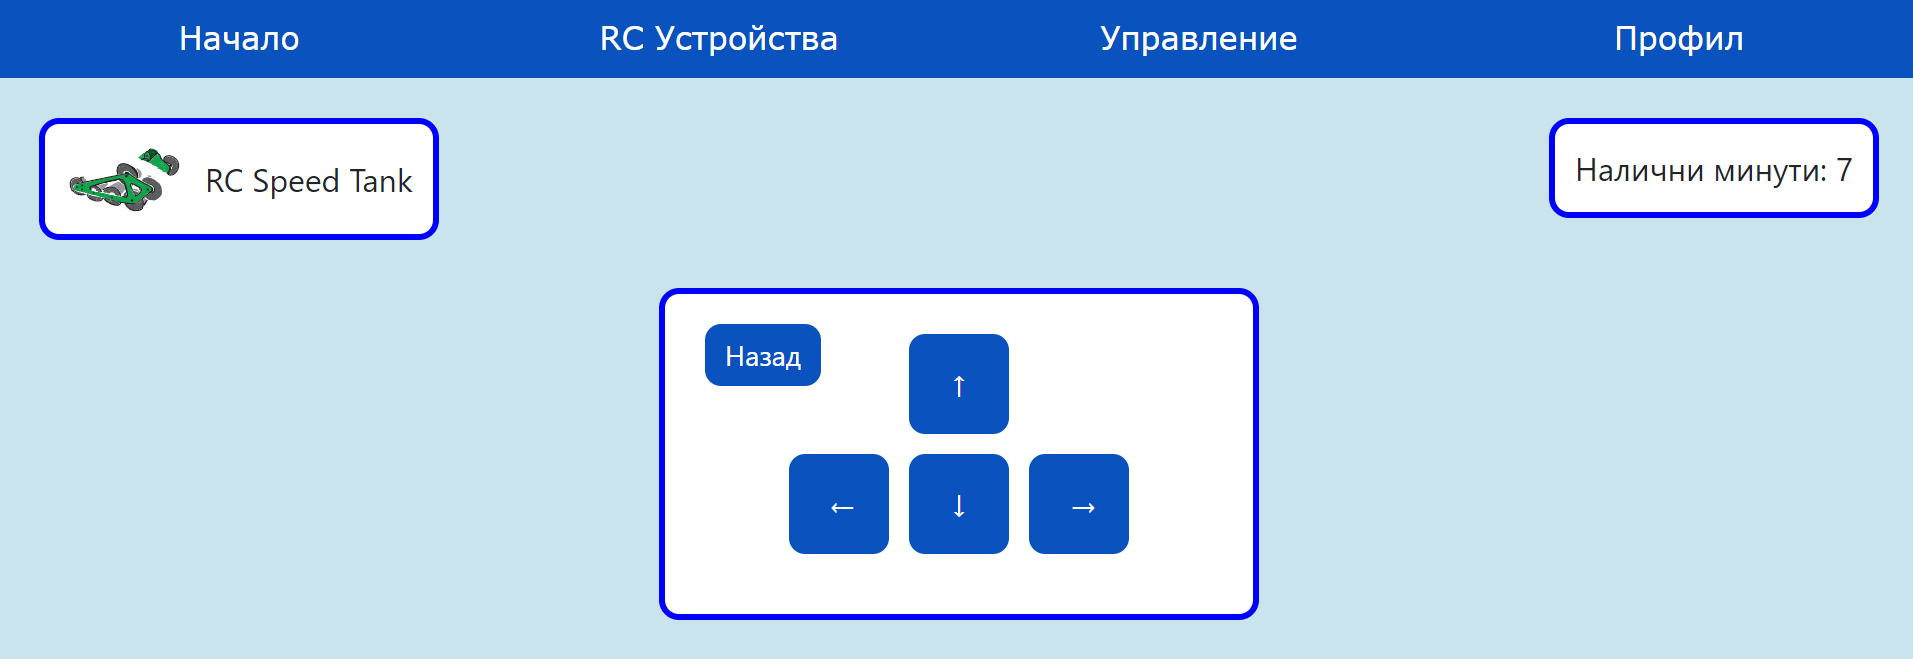 Начало RC Устройства Управление Профил
RC Speed Tank
Налични минути: 7
Назад
↑
← ↓ →